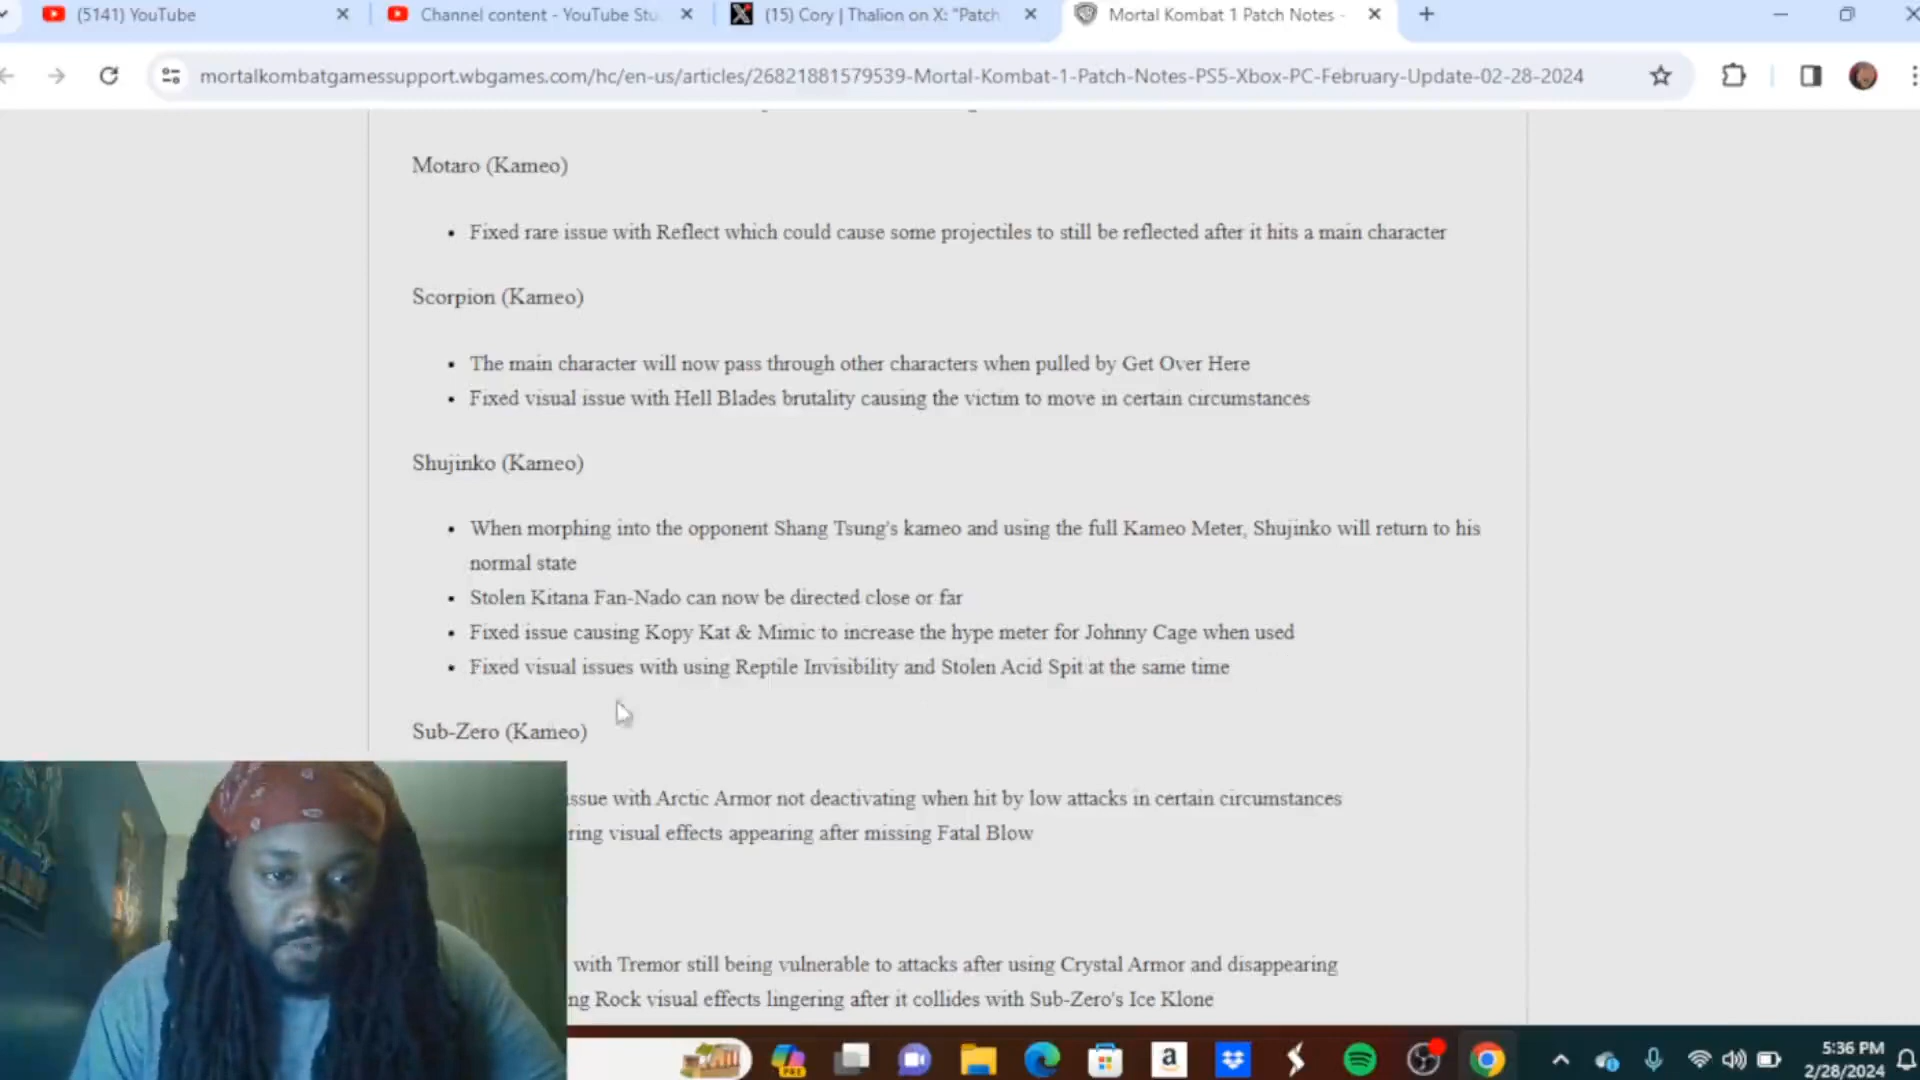 (5141) YouTube
Channel content - YouTube Stu
(15) Cory | Thalion on X: "Patch
Mortal Kombat 1 Patch Notes -
mortalkombatgamessupport.wbgames.com/hc/en-us/articles/26821881579539-Mortal-Kombat-1-Patch-Notes-PS5-Xbox-PC-February-Update-02-28-2024
Motaro (Kameo)
• Fixed rare issue with Reflect which could cause some projectiles to still be reflected after it hits a main character
Scorpion (Kameo)
• The main character will now pass through other characters when pulled by Get Over Here
• Fixed visual issue with Hell Blades brutality causing the victim to move in certain circumstances
Shujinko (Kameo)
• When morphing into the opponent Shang Tsung's kameo and using the full Kameo Meter, Shujinko will return to his
normal state
• Stolen Kitana Fan-Nado can now be directed close or far
• Fixed issue causing Kopy Kat & Mimic to increase the hype meter for Johnny Cage when used
• Fixed visual issues with using Reptile Invisibility and Stolen Acid Spit at the same time
Sub-Zero (Kameo)
issue with Arctic Armor not deactivating when hit by low attacks in certain circumstances
ring visual effects appearing after missing Fatal Blow
with Tremor still being vulnerable to attacks after using Crystal Armor and disappearing
ng Rock visual effects lingering after it collides with Sub-Zero's Ice Klone
PRE
5:36 PM
2/28/2024